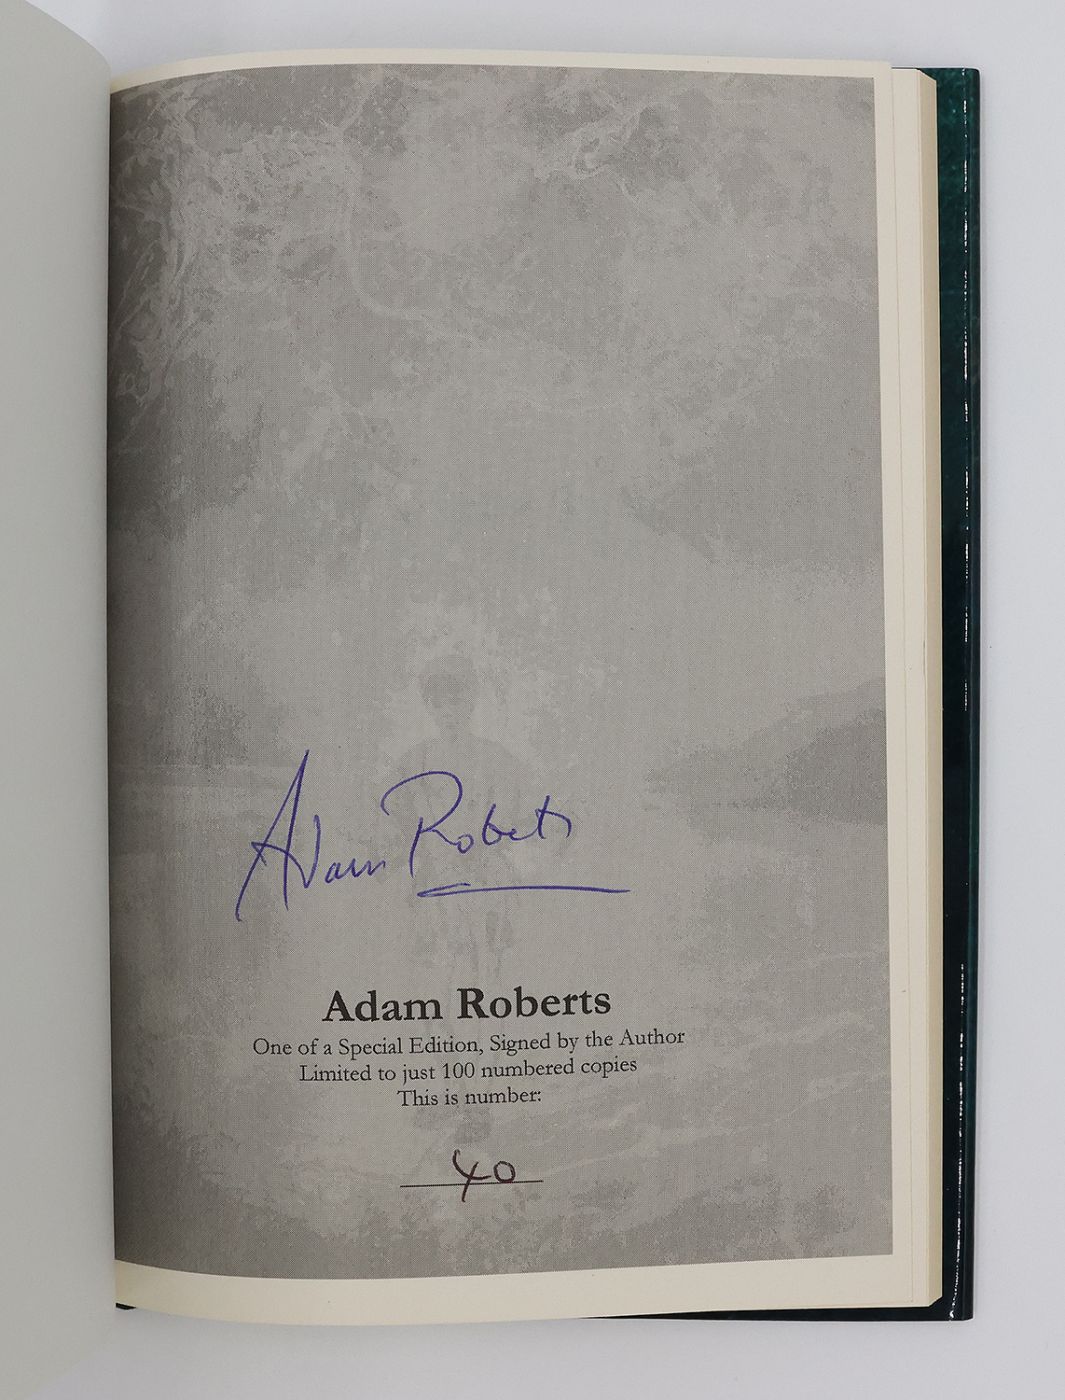 Adam Roberts
Adam Roberts
One of a Special Edition, Signed by the Author
Limited to just 100 numbered copies
This is number:
40